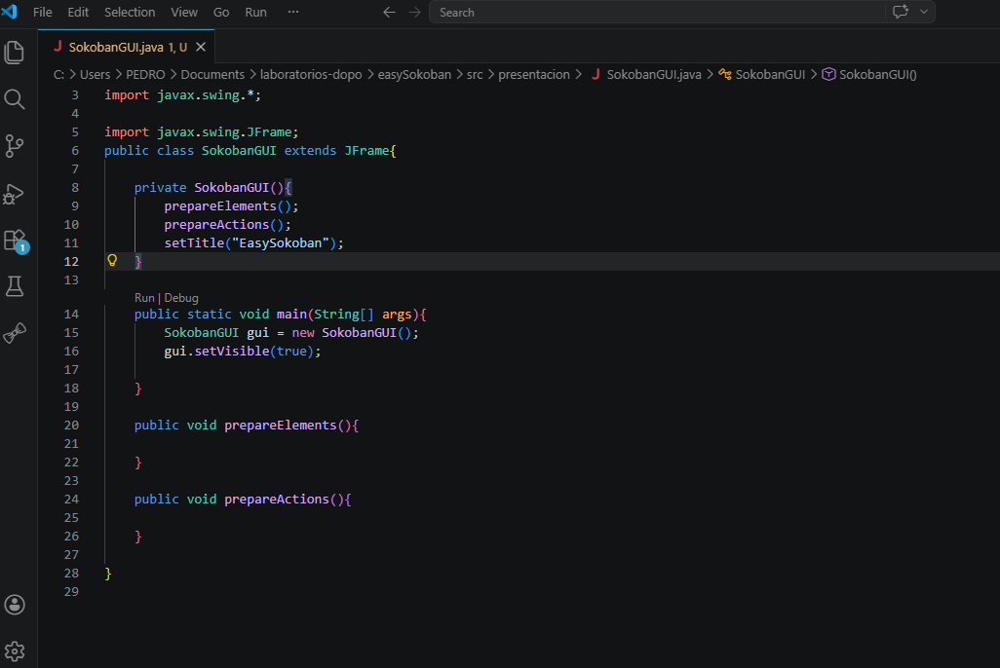 File Edit Selection View Go Run ··· Search
J SokobanGUI.java 1, U
C: > Users > PEDRO > Documents > laboratorios-dopo > easySokoban > src > presentacion > J SokobanGUI.java > SokobanGUI > SokobanGUI()
3 import javax.swing.*;
4
5 import javax.swing.JFrame;
6 public class SokobanGUI extends JFrame{
7
8 private SokobanGUI(){
9 prepareElements();
10 prepareActions();
11 setTitle("EasySokoban");
12 }
13
Run | Debug
14 public static void main(String[] args){
15 SokobanGUI gui = new SokobanGUI();
16 gui.setVisible(true);
17
18 }
19
20 public void prepareElements(){
21
22 }
23
24 public void prepareActions(){
25
26 }
27
28 }
29
1